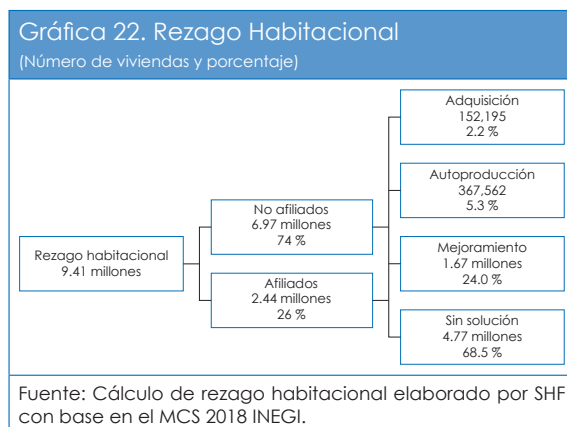 Gráfica 22. Rezago Habitacional
(Número de viviendas y porcentaje)
Rezago habitacional
9.41 millones
No afiliados
6.97 millones
74 %
Afiliados
2.44 millones
26 %
Adquisición
152,195
2.2 %
Autoproducción
367,562
5.3 %
Mejoramiento
1.67 millones
24.0 %
Sin solución
4.77 millones
68.5 %
Fuente: Cálculo de rezago habitacional elaborado por SHF
con base en el MCS 2018 INEGI.